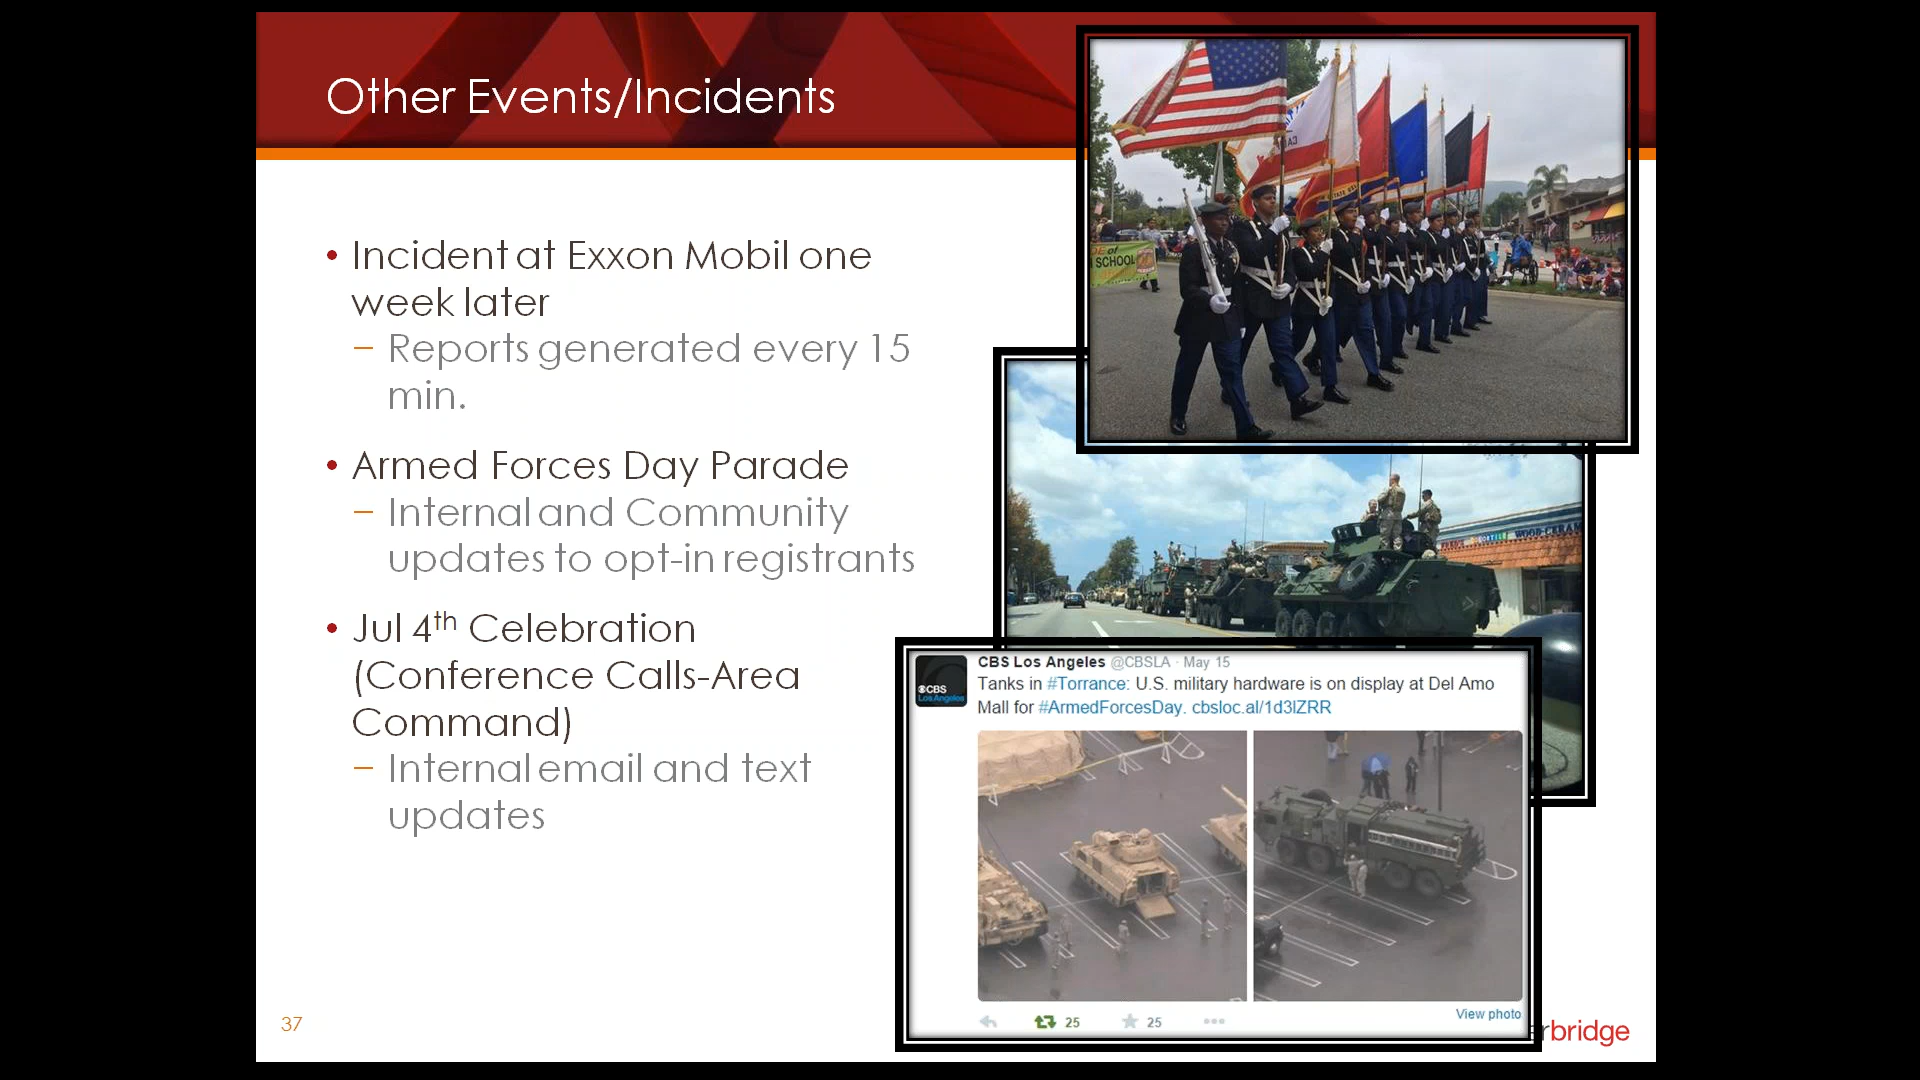 Other Events/Incidents
• Incident at Exxon Mobil one
week later
– Reports generated every 15
min.
• Armed Forces Day Parade
– Internal and Community
updates to opt-in registrants
• Jul 4th Celebration
(Conference Calls-Area
Command)
– Internal email and text
updates
SCHOOL
CBS Los Angeles @CBSLA · May 15
Tanks in #Torrance: U.S. military hardware is on display at Del Amo
Mall for #ArmedForcesDay. cbsloc.al/1d3lZRR
©CBS
Los Angeles
25 25
View photo
37
rbridge